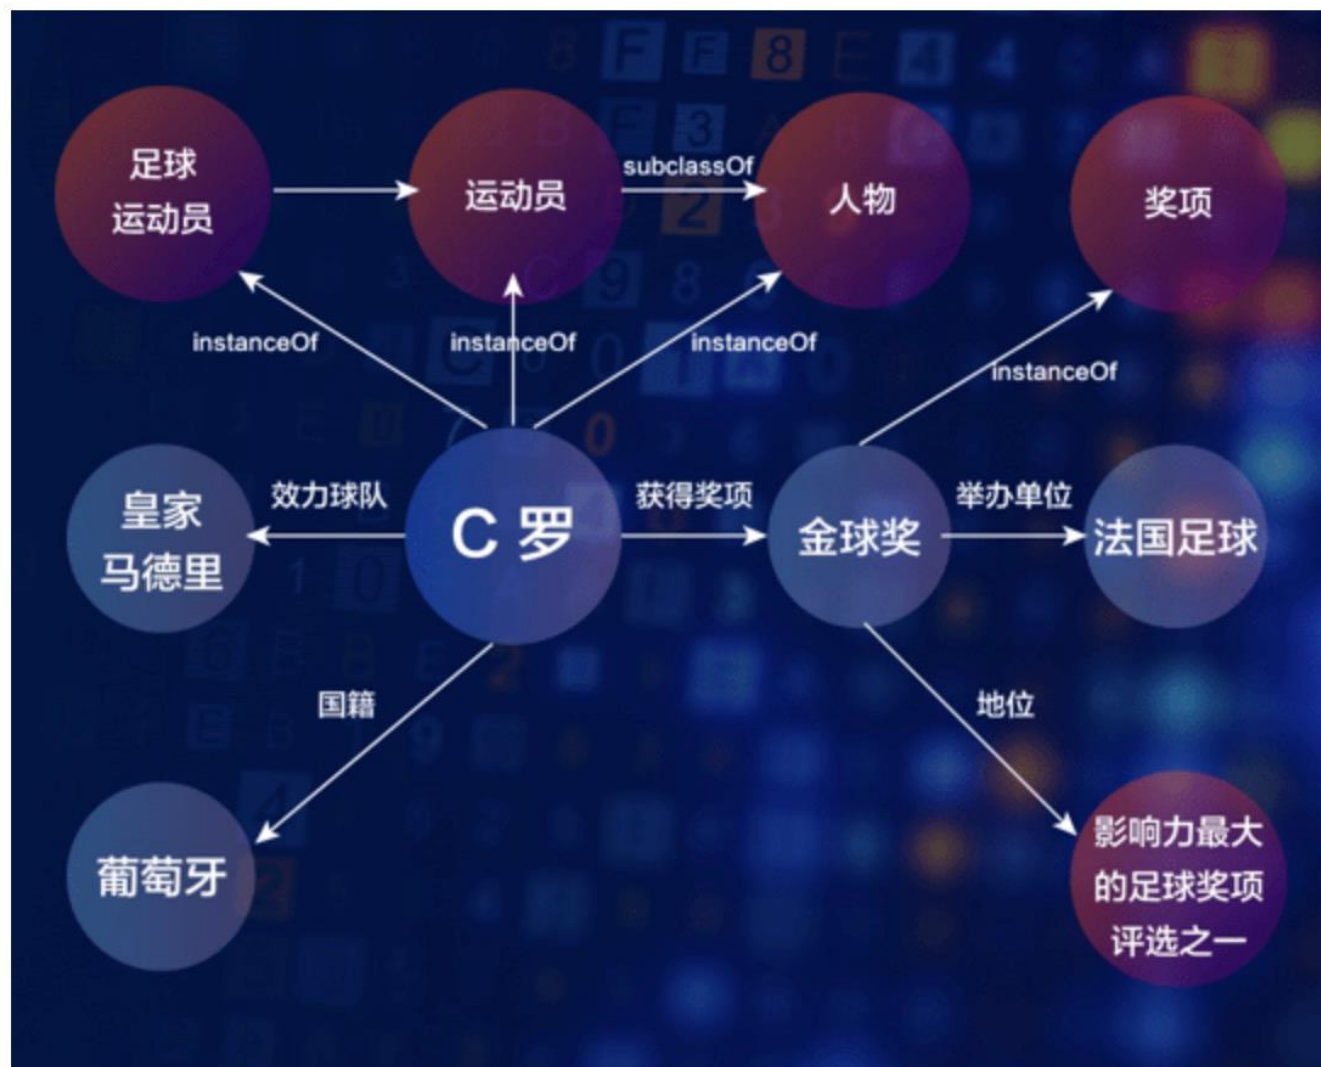 足球
运动员
运动员
subclassOf
人物
奖项
instanceOf
instanceOf
instanceOf
instanceOf
皇家
马德里
效力球队
C 罗
获得奖项
金球奖
举办单位
法国足球
国籍
地位
葡萄牙
影响力最大
的足球奖项
评选之一